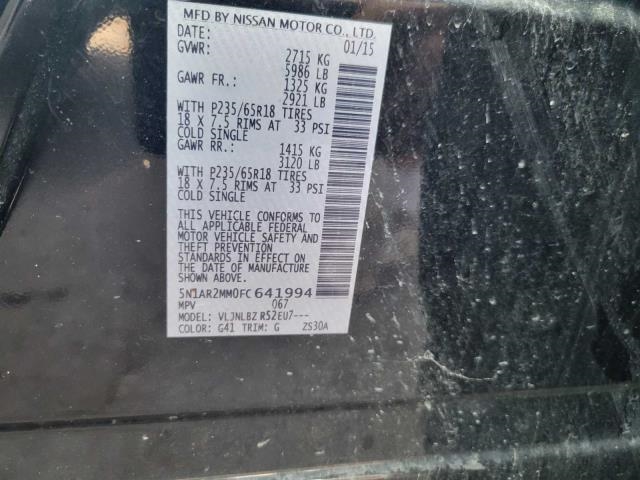 MFD BY NISSAN MOTOR CO., LTD.
DATE: 01/15
GVWR: 2715 KG
5986 LB
GAWR FR.: 1325 KG
2921 LB
WITH P235/65R18 TIRES
18 X 7.5 RIMS AT 33 PSI
COLD SINGLE
GAWR RR.: 1415 KG
3120 LB
WITH P235/65R18 TIRES
18 X 7.5 RIMS AT 33 PSI
COLD SINGLE
THIS VEHICLE CONFORMS TO
ALL APPLICABLE FEDERAL
MOTOR VEHICLE SAFETY AND
THEFT PREVENTION
STANDARDS IN EFFECT ON
THE DATE OF MANUFACTURE
SHOWN ABOVE.
5N1AR2MM0FC641994
MPV 067
MODEL: VLJNLBZ R52EU7---
COLOR: G41 TRIM: G ZS30A